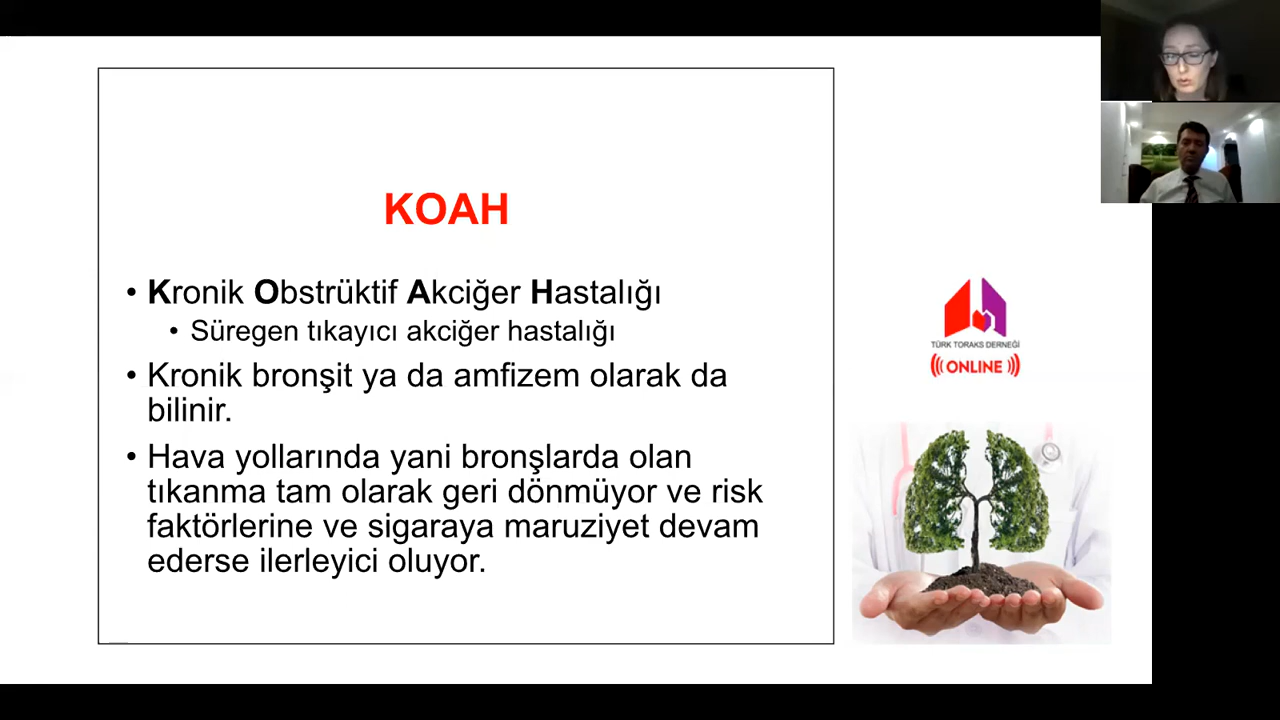 KOAH
• Kronik Obstrüktif Akciğer Hastalığı
• Süregen tıkayıcı akciğer hastalığı
• Kronik bronşit ya da amfizem olarak da
bilinir.
• Hava yollarında yani bronşlarda olan
tıkanma tam olarak geri dönmüyor ve risk
faktörlerine ve sigaraya maruziyet devam
ederse ilerleyici oluyor.
TÜRK TORAKS DERNEĞİ
ONLINE